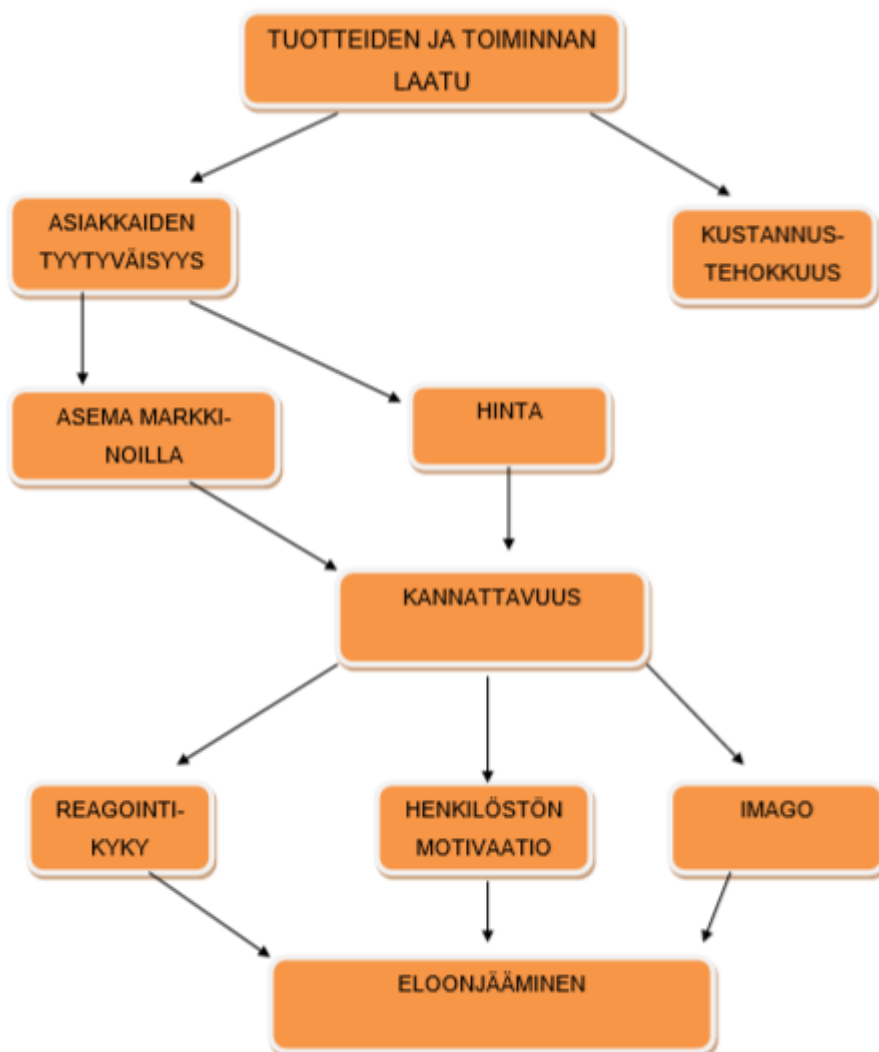 TUOTTEIDEN JA TOIMINNAN
LAATU
ASIAKKAIDEN
TYYTYVÄISYYS
KUSTANNUS-
TEHOKKUUS
ASEMA MARKKI-
NOILLA
HINTA
KANNATTAVUUS
REAGOINTI-
KYKY
HENKILÖSTÖN
MOTIVAATIO
IMAGO
ELOONJÄÄMINEN